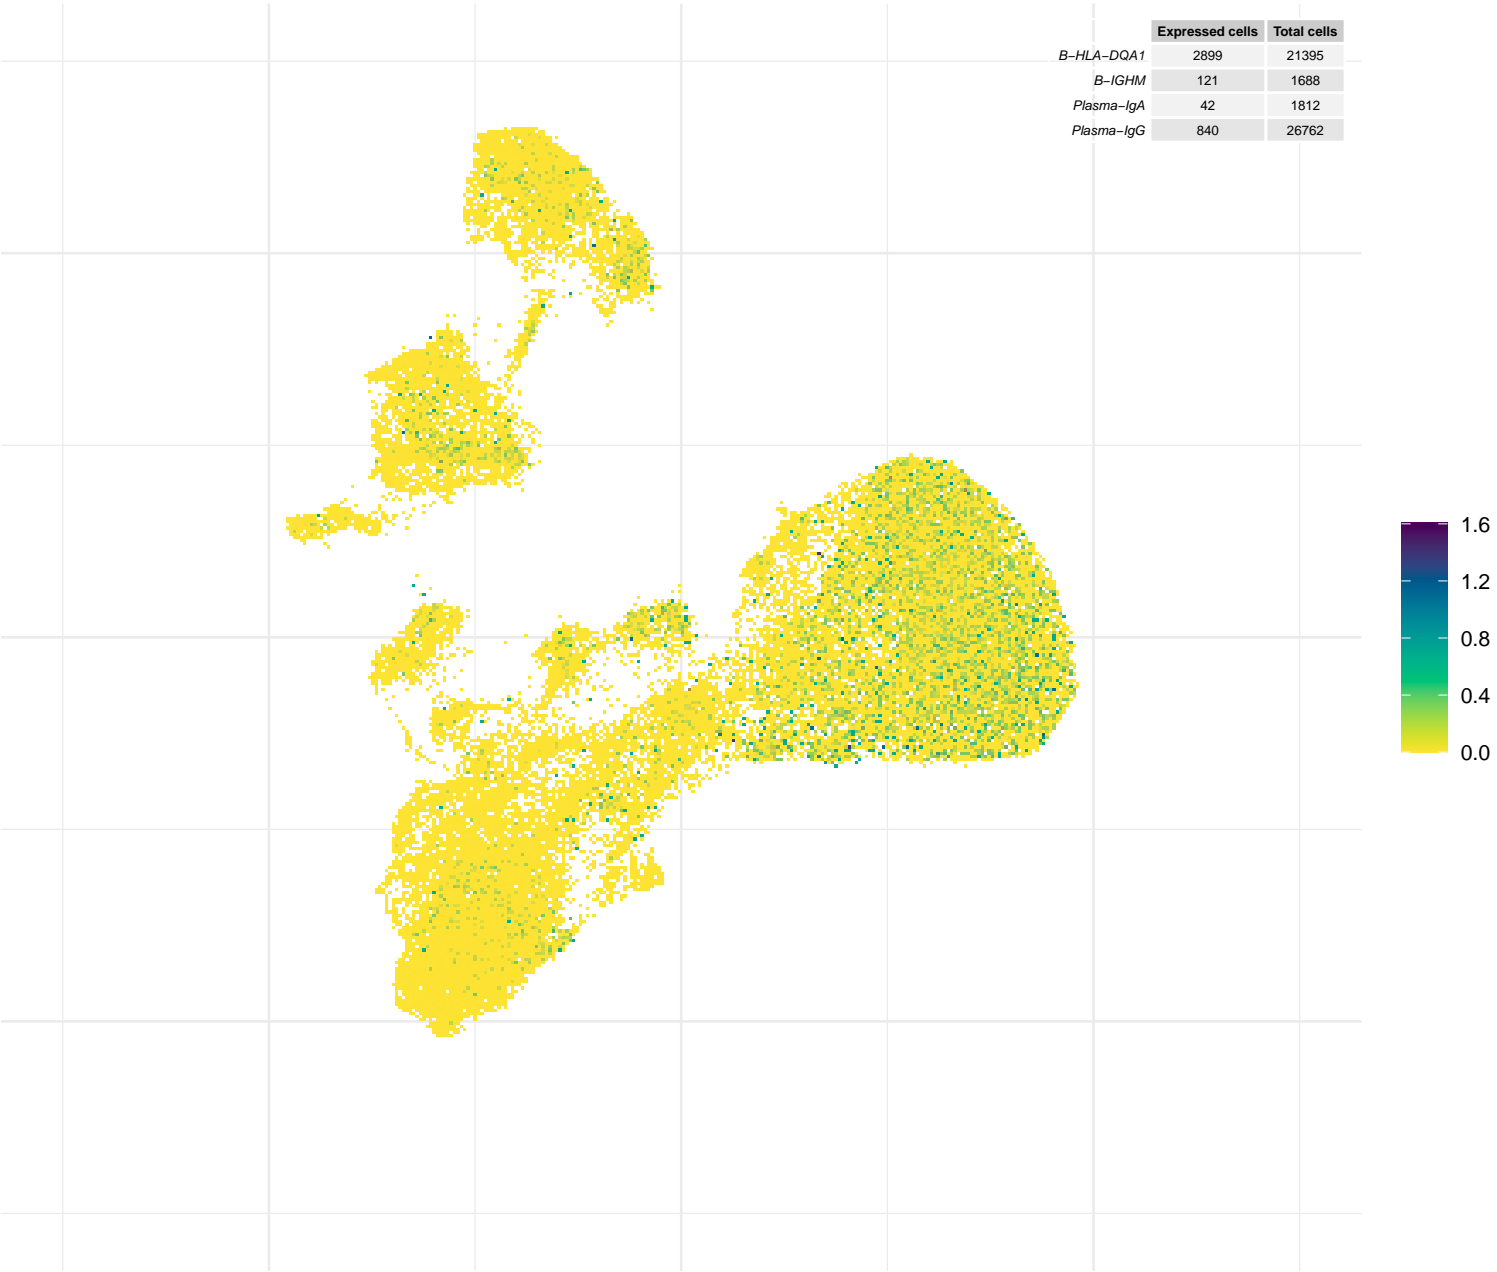 Expressed cells Total cells
B−HLA−DQA1 2899 21395
B−IGHM 121 1688
Plasma−IgA 42 1812
Plasma−IgG 840 26762
1.6
1.2
0.8
0.4
0.0